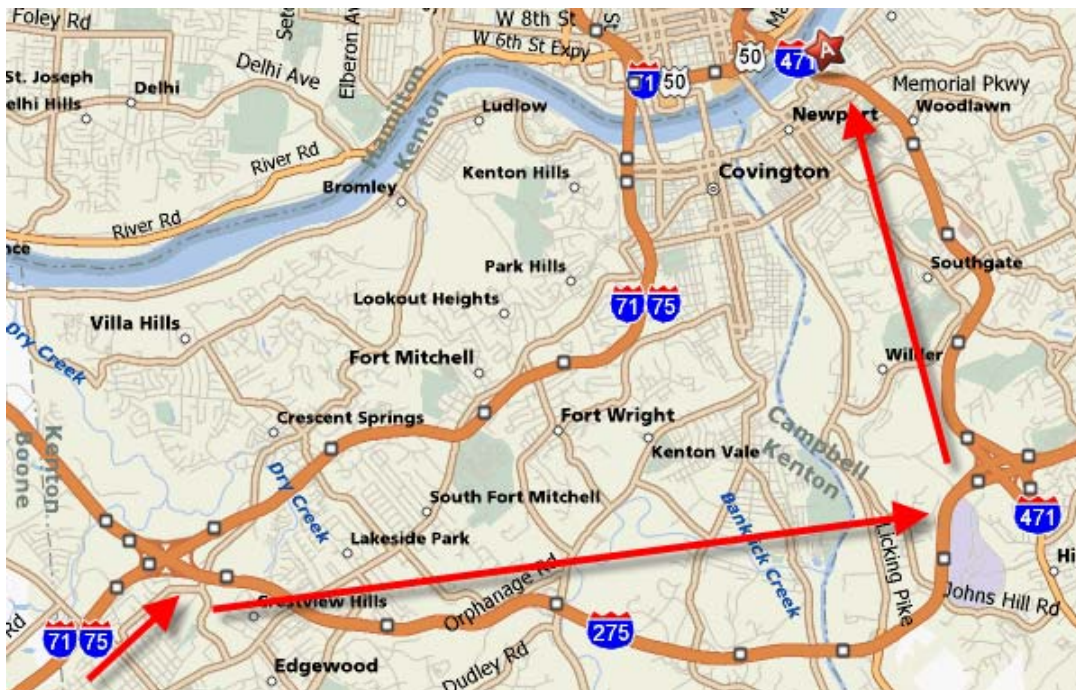 Foley Rd
Elberon Av
W 8th St
W 6th St Expy
50
471
A
Delhi Ave
St. Joseph
Delhi
elhi Hills
Hamilton
Kenton
Ludlow
71
50
Memorial Pkwy
Woodlawn
Newport
River Rd
Bromley
Kenton Hills
Covington
River Rd
Park Hills
Southgate
Lookout Heights
71
75
Villa Hills
Dry Creek
Fort Mitchell
Wilder
Crescent Springs
Fort Wright
Kenton
Boone
Kenton Vale
Campbell
Kenton
Dry Creek
South Fort Mitchell
Lakeside Park
Banklick Creek
471
Licking Pike
Orphanage Rd
Crestview Hills
Johns Hill Rd
71
75
275
Edgewood
Dudley Rd